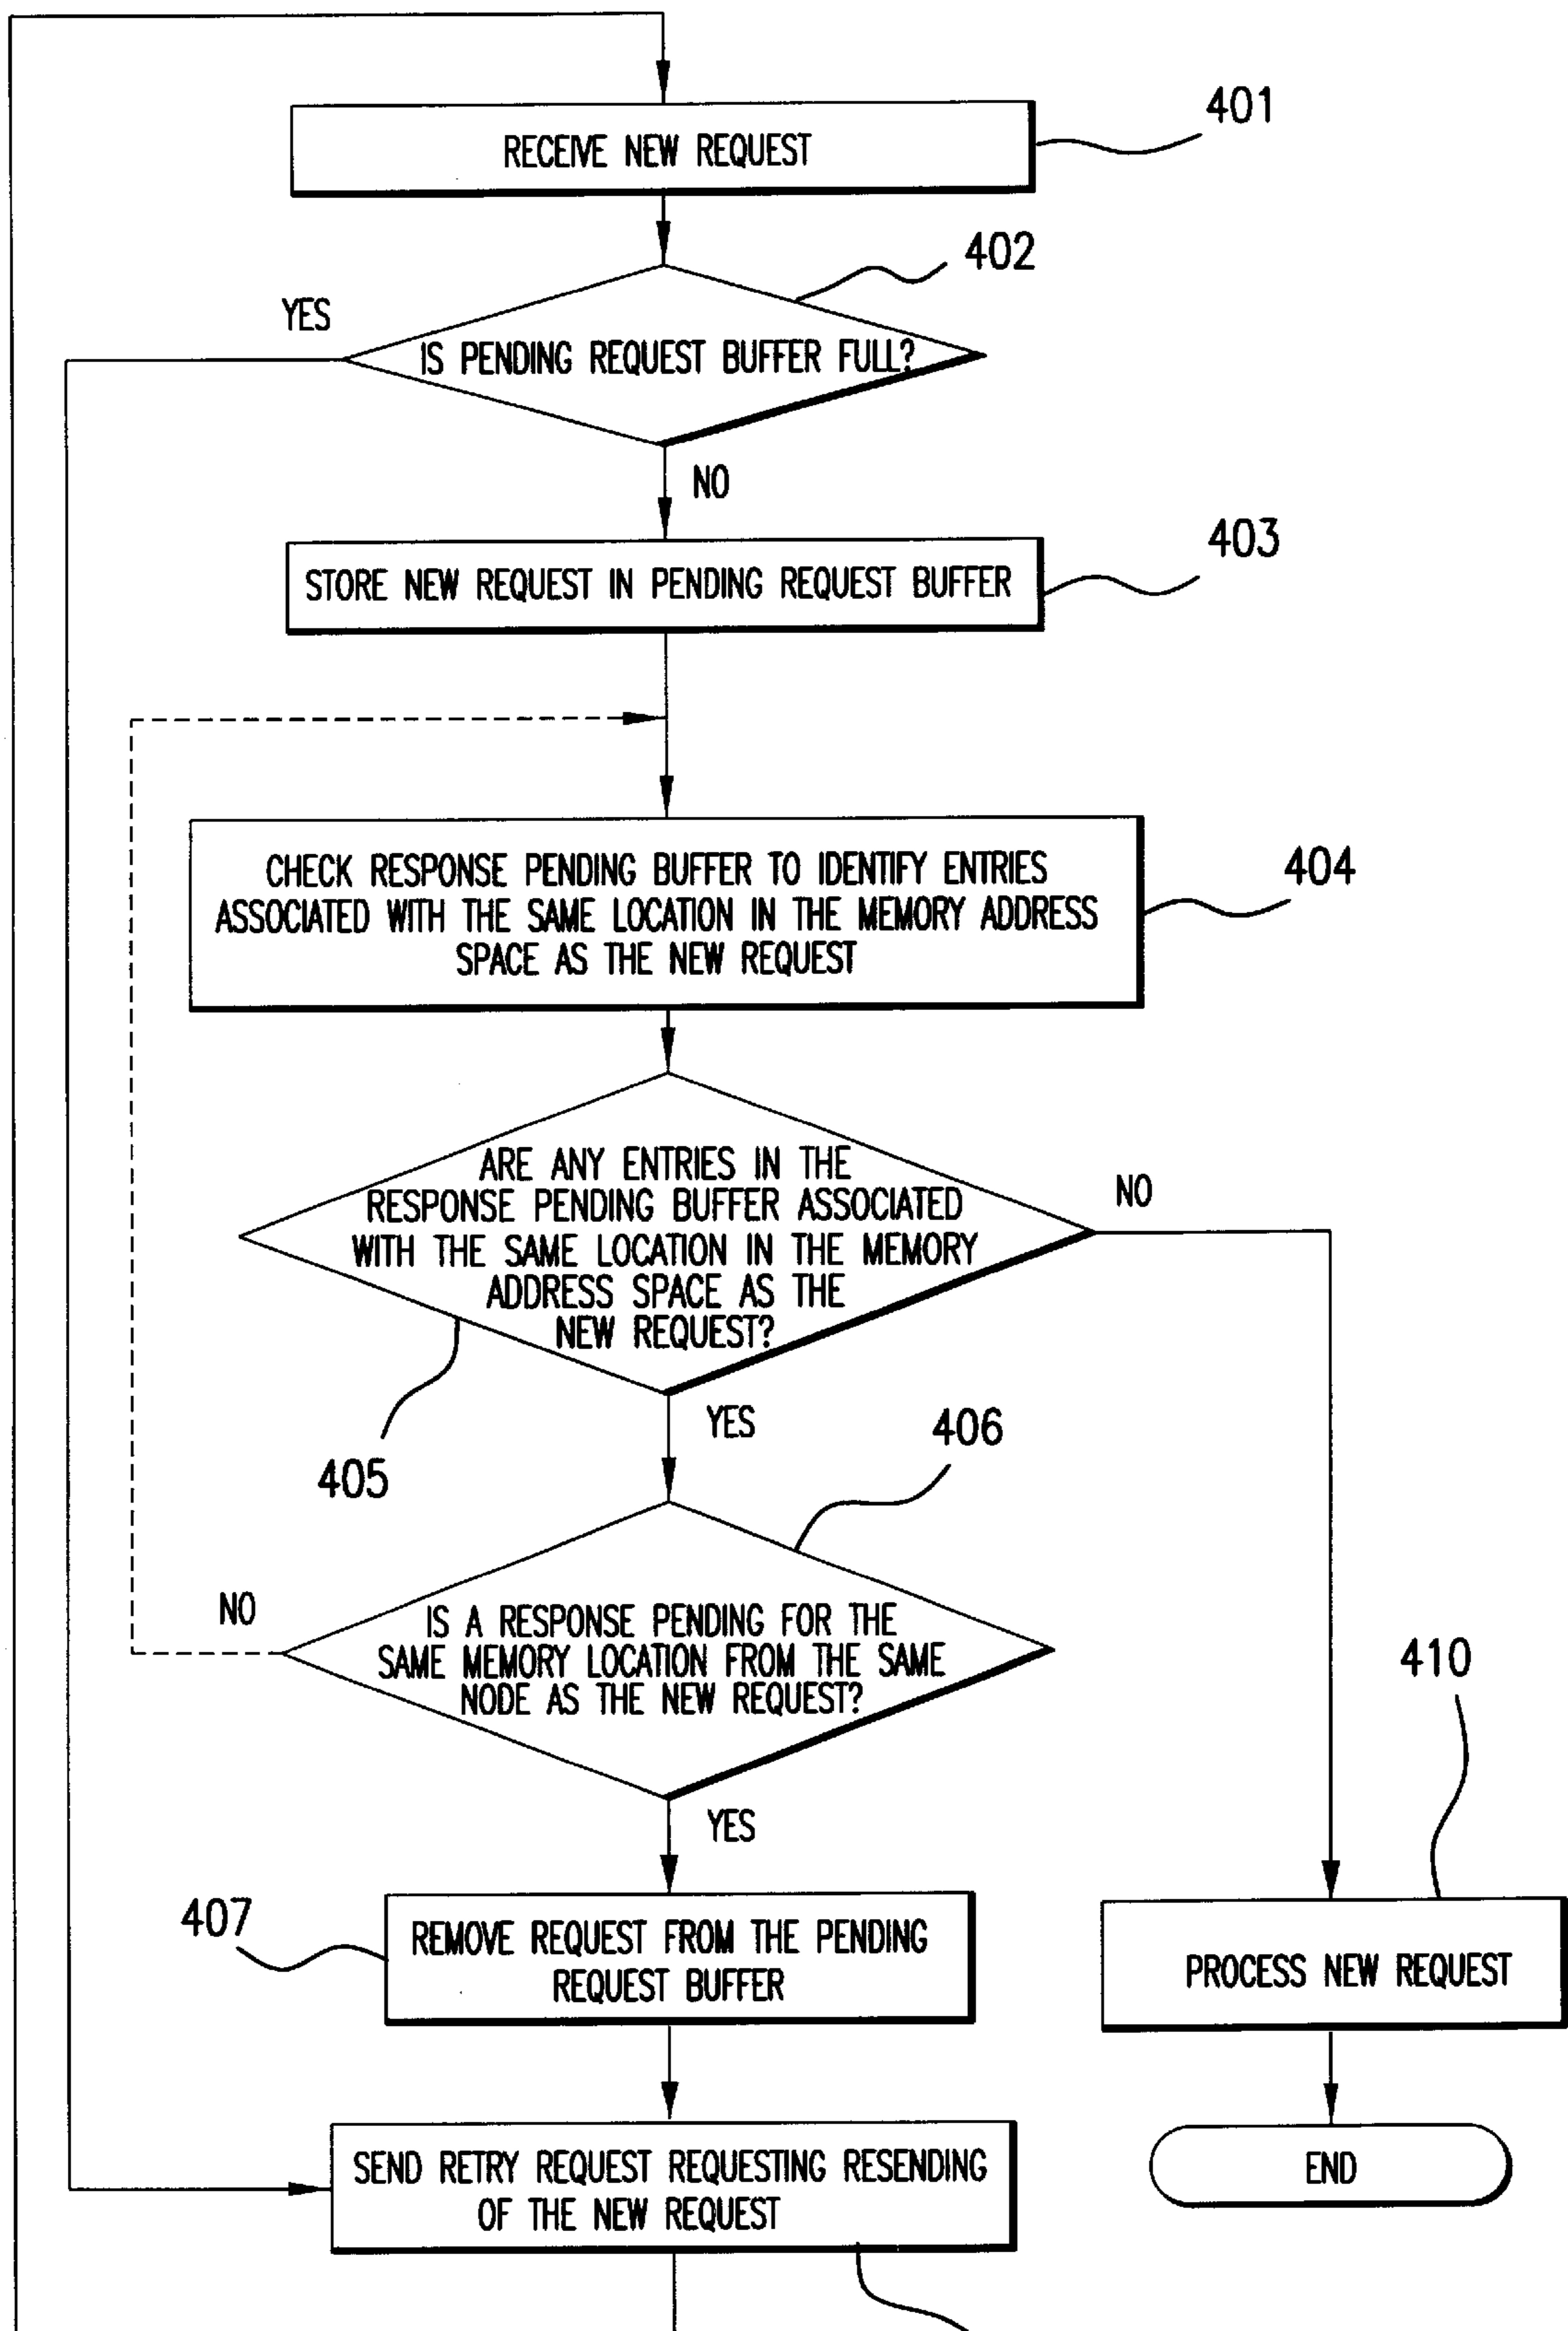 RECEIVE NEW REQUEST
401
402
YES
IS PENDING REQUEST BUFFER FULL?
NO
403
STORE NEW REQUEST IN PENDING REQUEST BUFFER
404
CHECK RESPONSE PENDING BUFFER TO IDENTIFY ENTRIES
ASSOCIATED WITH THE SAME LOCATION IN THE MEMORY ADDRESS
SPACE AS THE NEW REQUEST
ARE ANY ENTRIES IN THE
RESPONSE PENDING BUFFER ASSOCIATED
WITH THE SAME LOCATION IN THE MEMORY
ADDRESS SPACE AS THE
NEW REQUEST?
NO
405
YES
406
NO
IS A RESPONSE PENDING FOR THE
SAME MEMORY LOCATION FROM THE SAME
NODE AS THE NEW REQUEST?
410
YES
407
REMOVE REQUEST FROM THE PENDING
REQUEST BUFFER
PROCESS NEW REQUEST
SEND RETRY REQUEST REQUESTING RESENDING
OF THE NEW REQUEST
END